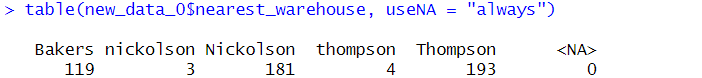 > table(new_data_0$nearest_warehouse, useNA = "always")
Bakers nickolson Nickolson thompson Thompson <NA>
119 3 181 4 193 0